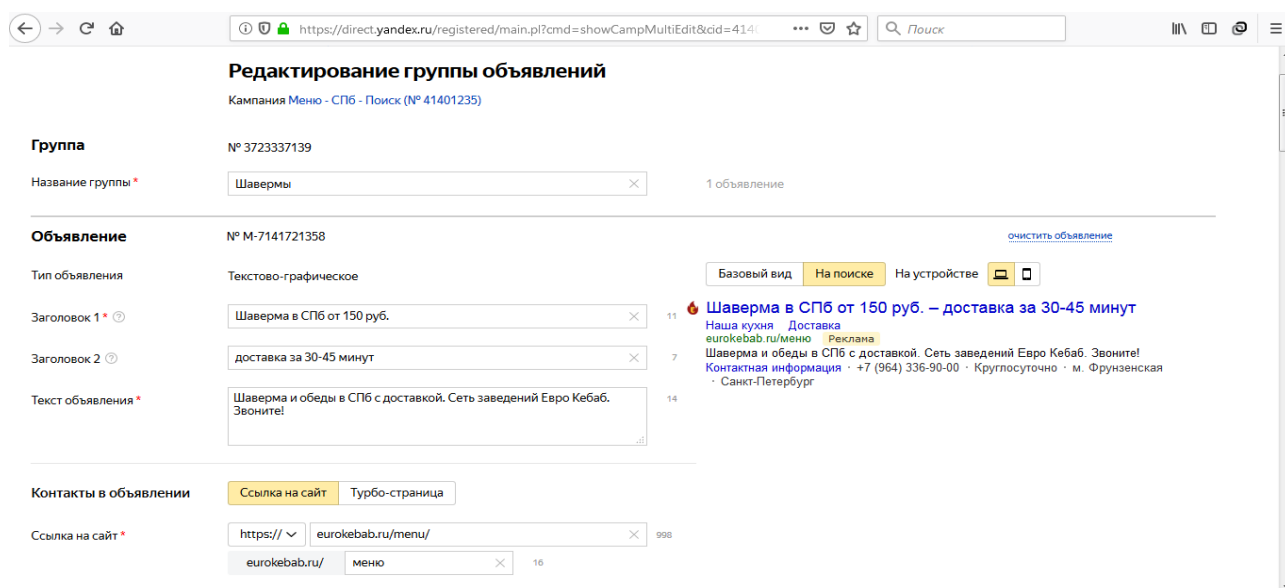 https://direct.yandex.ru/registered/main.pl?cmd=showCampMultiEdit&cid=414
Поиск
Редактирование группы объявлений
Кампания Меню - СПб - Поиск (№ 41401235)
Группа № 3723337139
Название группы * Шавермы 1 объявление
Объявление № M-7141721358 очистить объявление
Тип объявления Текстово-графическое Базовый вид На поиске На устройстве
Заголовок 1 * Шаверма в СПб от 150 руб. 11
Заголовок 2 доставка за 30-45 минут 7
Текст объявления * Шаверма и обеды в СПб с доставкой. Сеть заведений Евро Кебаб.
Звоните! 14
Шаверма в СПб от 150 руб. – доставка за 30-45 минут
Наша кухня Доставка
eurokebab.ru/меню Реклама
Шаверма и обеды в СПб с доставкой. Сеть заведений Евро Кебаб. Звоните!
Контактная информация · +7 (964) 336-90-00 · Круглосуточно · м. Фрунзенская
· Санкт-Петербург
Контакты в объявлении Ссылка на сайт Турбо-страница
Ссылка на сайт * https:// eurokebab.ru/menu/ 998
eurokebab.ru/ меню 16